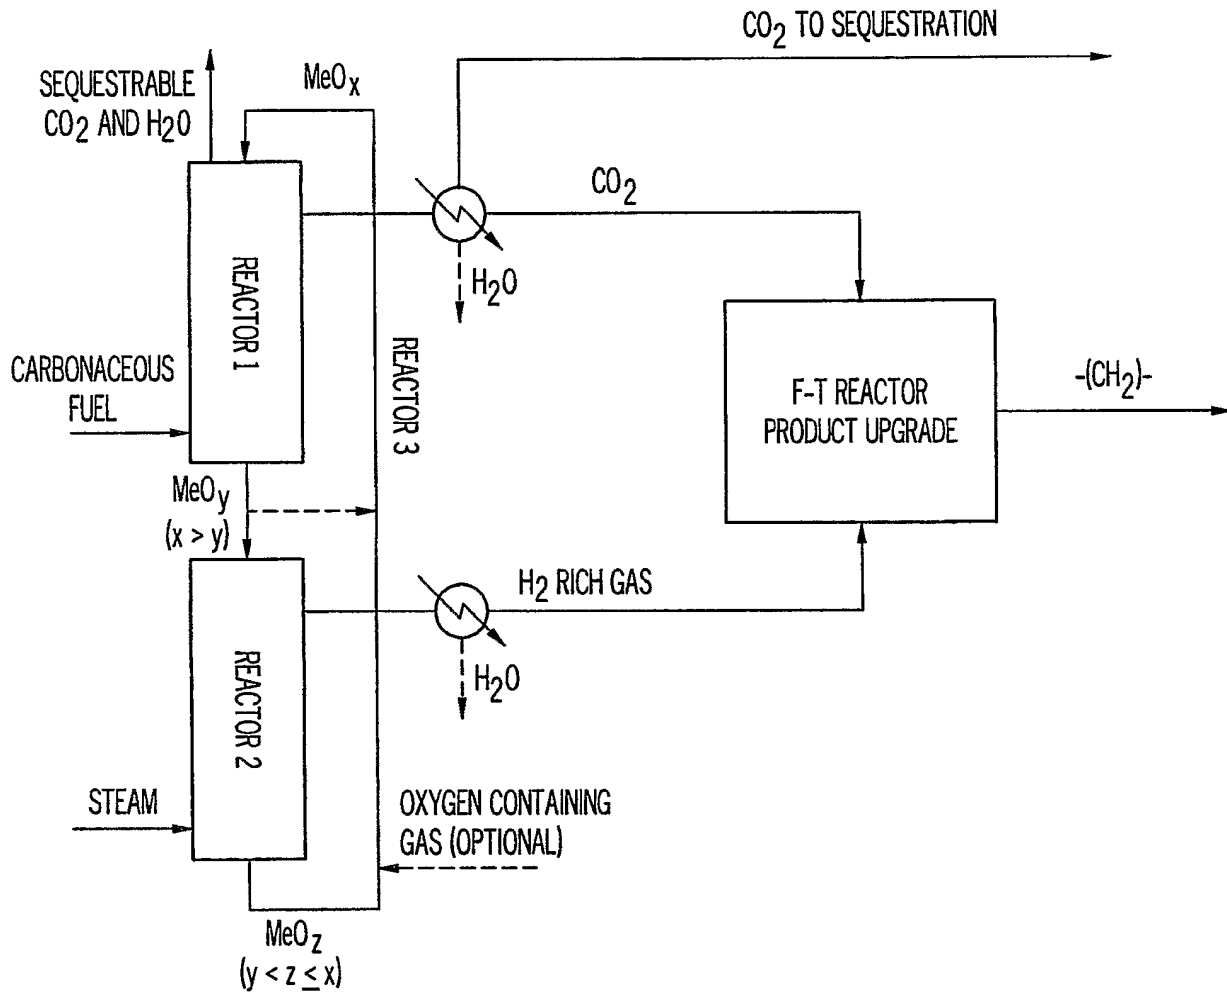 CO2 TO SEQUESTRATION
SEQUESTRABLE
CO2 AND H2O
MeOx
CO2
H2O
REACTOR 1
REACTOR 3
CARBONACEOUS
FUEL
F-T REACTOR
PRODUCT UPGRADE
-(CH2)-
MeOy
(x > y)
H2 RICH GAS
H2O
REACTOR 2
STEAM
OXYGEN CONTAINING
GAS (OPTIONAL)
MeOz
(y < z ≤ x)